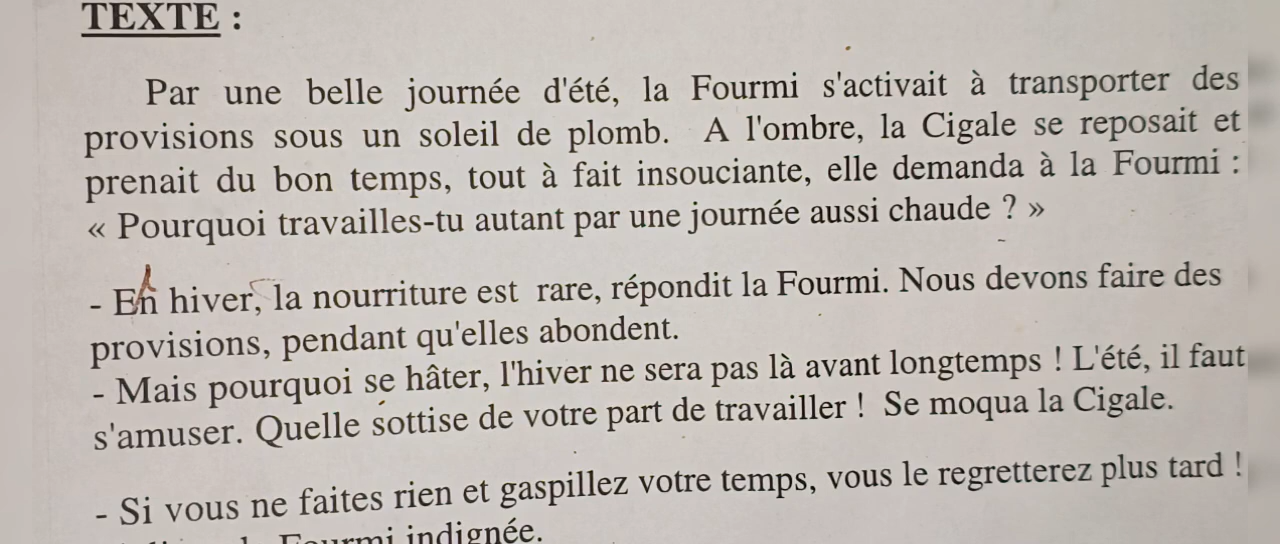 TEXTE :
Par une belle journée d'été, la Fourmi s'activait à transporter des
provisions sous un soleil de plomb. A l'ombre, la Cigale se reposait et
prenait du bon temps, tout à fait insouciante, elle demanda à la Fourmi :
« Pourquoi travailles-tu autant par une journée aussi chaude ? »
- En hiver, la nourriture est rare, répondit la Fourmi. Nous devons faire des
provisions, pendant qu'elles abondent.
- Mais pourquoi se hâter, l'hiver ne sera pas là avant longtemps ! L'été, il faut
s'amuser. Quelle sottise de votre part de travailler ! Se moqua la Cigale.
- Si vous ne faites rien et gaspillez votre temps, vous le regretterez plus tard !
Fourmi indignée.